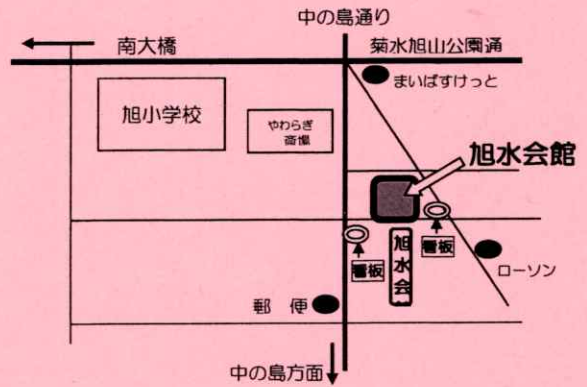 中の島通り
南大橋
菊水旭山公園通
まいばすけっと
旭小学校
やわらぎ
斎場
旭水会館
看板
看板
旭水会
ローソン
郵 便
中の島方面